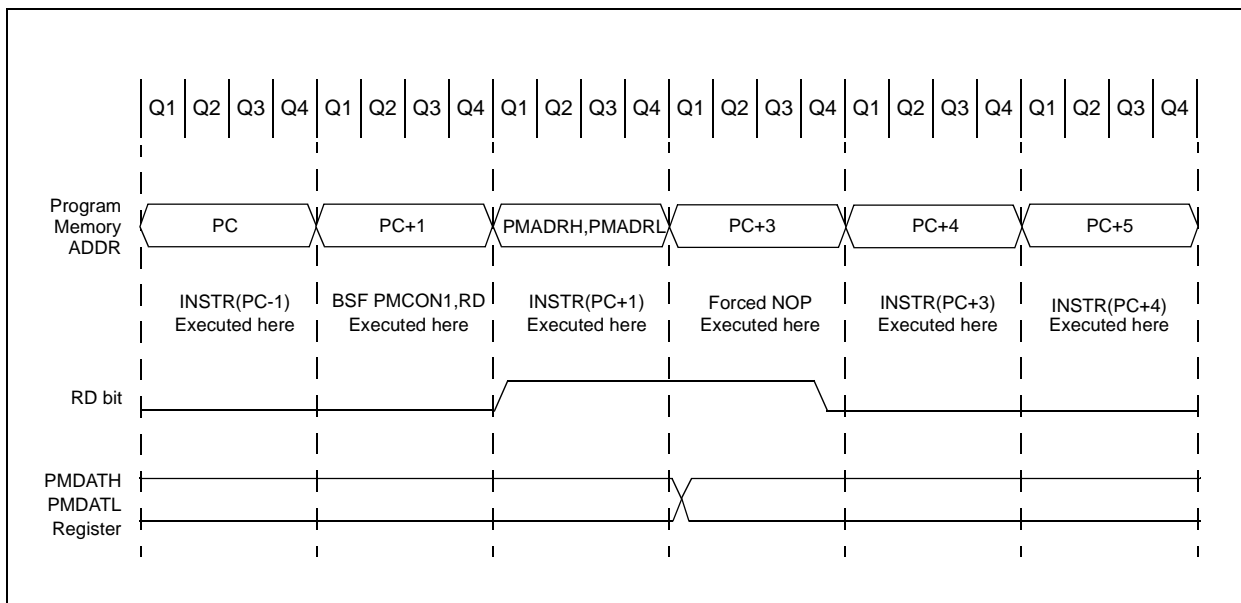 Q1 Q2 Q3 Q4 Q1 Q2 Q3 Q4 Q1 Q2 Q3 Q4 Q1 Q2 Q3 Q4 Q1 Q2 Q3 Q4 Q1 Q2 Q3 Q4
Program
Memory
ADDR
PC
PC+1
PMADRH,PMADRL
PC+3
PC+4
PC+5
INSTR(PC-1)
Executed here
BSF PMCON1,RD
Executed here
INSTR(PC+1)
Executed here
Forced NOP
Executed here
INSTR(PC+3)
Executed here
INSTR(PC+4)
Executed here
RD bit
PMDATH
PMDATL
Register